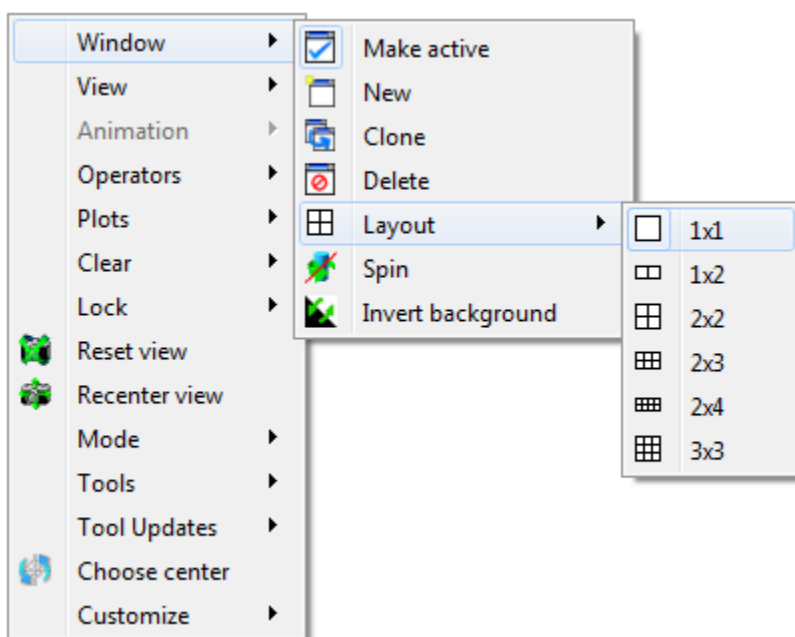 Window
View
Animation
Operators
Plots
Clear
Lock
Reset view
Recenter view
Mode
Tools
Tool Updates
Choose center
Customize
Make active
New
Clone
Delete
Layout
Spin
Invert background
1x1
1x2
2x2
2x3
2x4
3x3